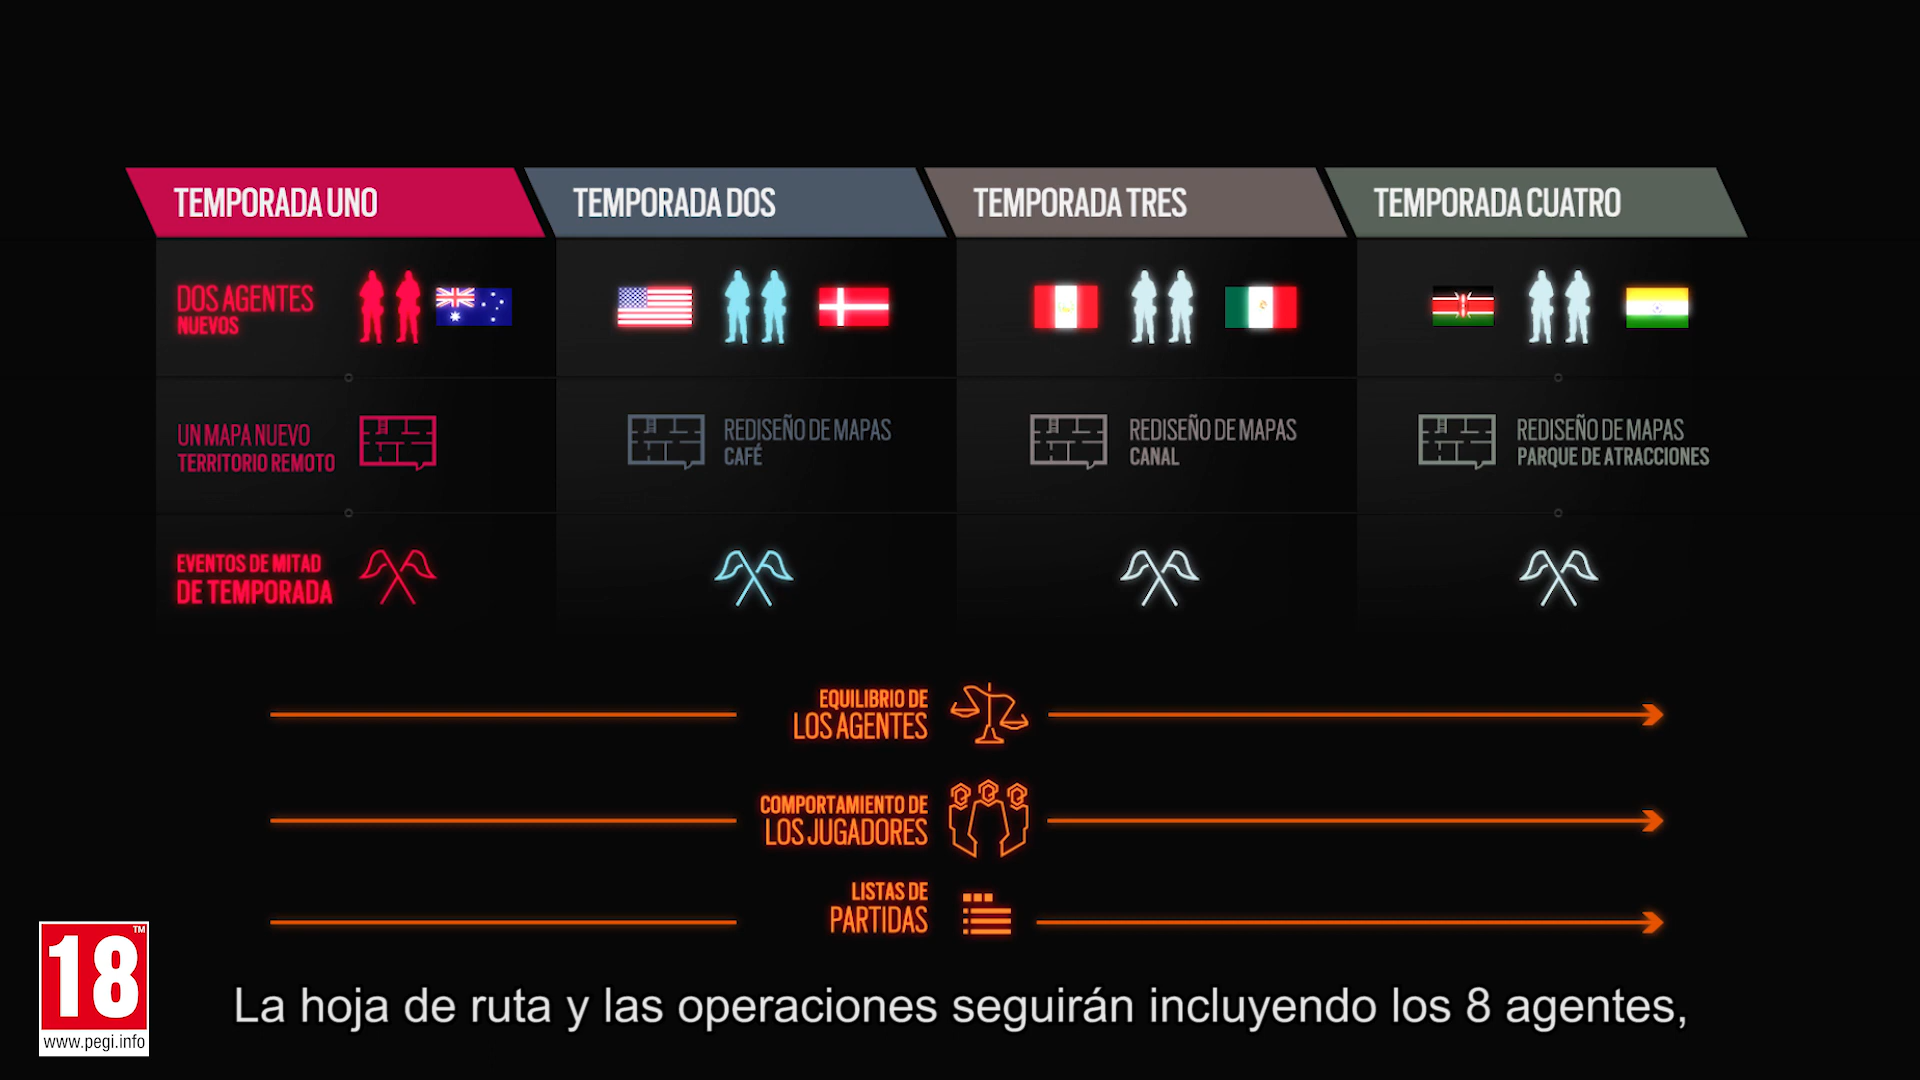 TEMPORADA UNO
TEMPORADA DOS
TEMPORADA TRES
TEMPORADA CUATRO
DOS AGENTES
NUEVOS
UN MAPA NUEVO
TERRITORIO REMOTO
REDISEÑO DE MAPAS
CAFÉ
REDISEÑO DE MAPAS
CANAL
REDISEÑO DE MAPAS
PARQUE DE ATRACCIONES
EVENTOS DE MITAD
DE TEMPORADA
EQUILIBRIO DE
LOS AGENTES
COMPORTAMIENTO DE
LOS JUGADORES
LISTAS DE
PARTIDAS
18™
www.pegi.info
La hoja de ruta y las operaciones seguirán incluyendo los 8 agentes,